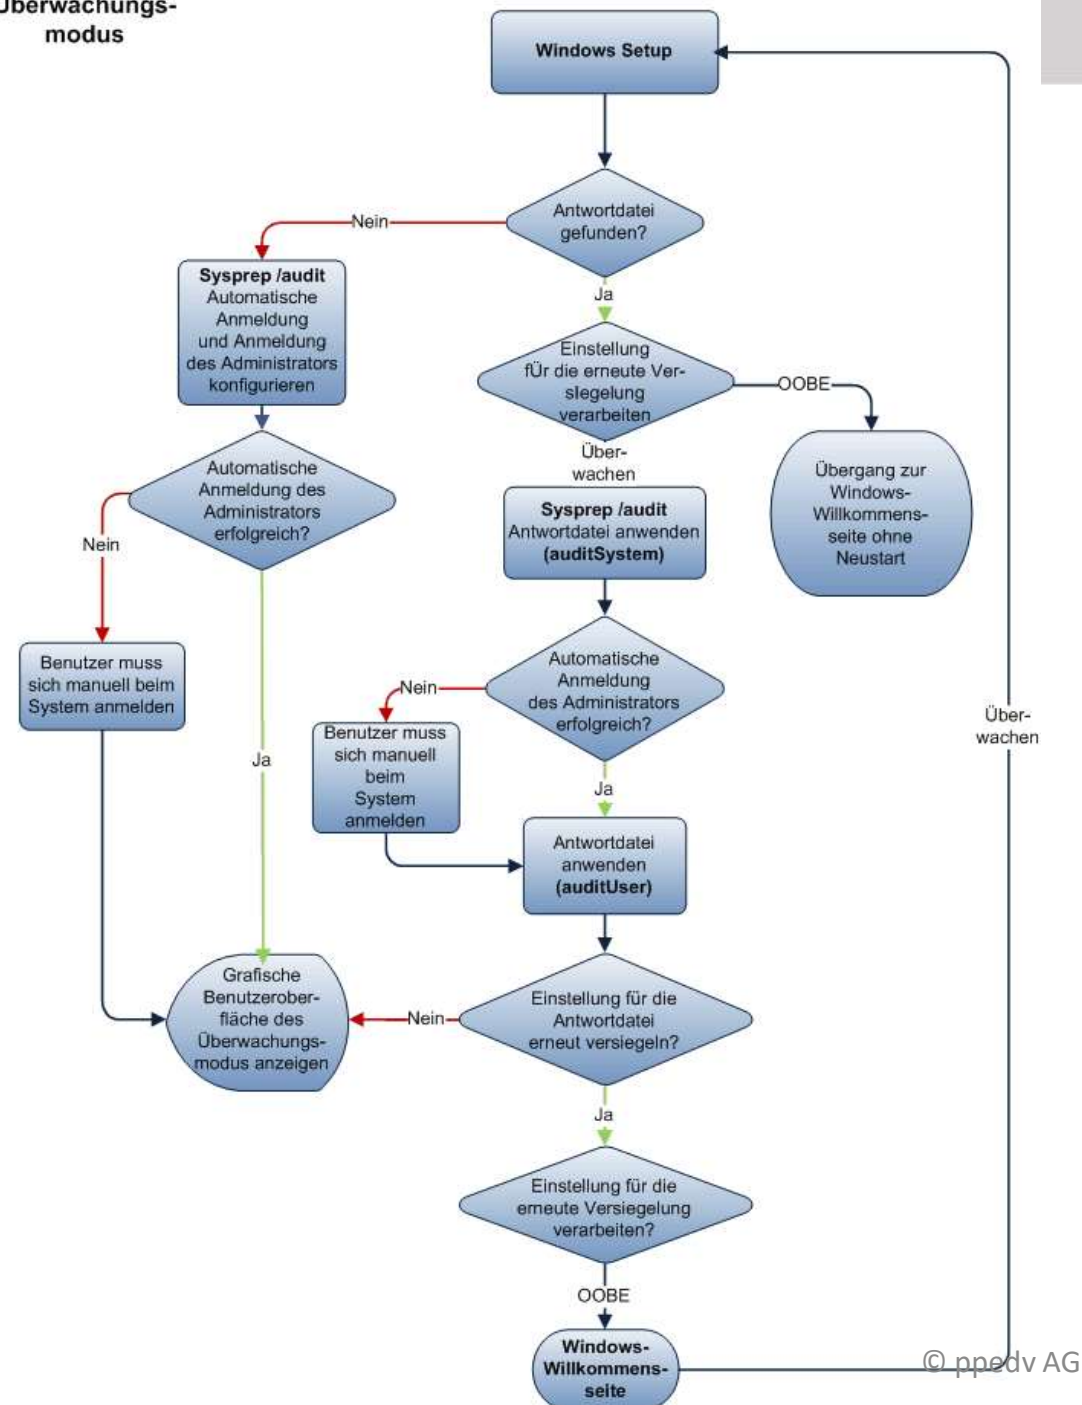 Überwachungs-
modus
Windows Setup
Antwortdatei
gefunden?
Nein
Ja
Sysprep /audit
Automatische
Anmeldung
und Anmeldung
des Administrators
konfigurieren
Einstellung
fÜr die erneute Ver-
siegelung
verarbeiten
OOBE
Über-
wachen
Übergang zur
Windows-
Willkommens-
seite ohne
Neustart
Automatische
Anmeldung des
Administrators
erfolgreich?
Nein
Ja
Sysprep /audit
Antwortdatei anwenden
(auditSystem)
Benutzer muss
sich manuell beim
System anmelden
Automatische
Anmeldung
des Administrators
erfolgreich?
Nein
Ja
Benutzer muss
sich manuell
beim
System
anmelden
Über-
wachen
Antwortdatei
anwenden
(auditUser)
Grafische
Benutzerober-
fläche des
Überwachungs-
modus anzeigen
Nein
Einstellung für die
Antwortdatei
erneut versiegeln?
Ja
Einstellung für die
erneute Versiegelung
verarbeiten?
OOBE
Windows-
Willkommens-
seite
© ppedv AG